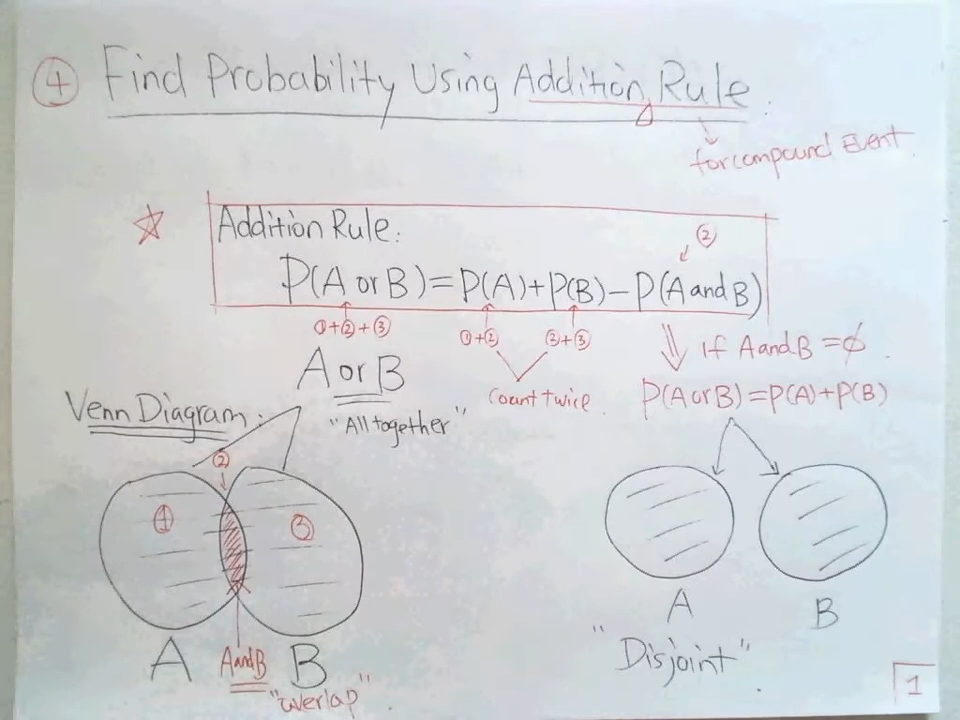 ④ Find Probability Using Addition Rule.
for compound Event.
☆ Addition Rule:
②
P(A or B) = P(A) + P(B) − P(A and B)
①+②+③ ①+② ②+③
If A and B = ϕ.
A or B
Count twice
P(A or B) = P(A) + P(B)
Venn Diagram:
"All together"
②
① ③
A A and B B
"overlap"
A B
"Disjoint".
1